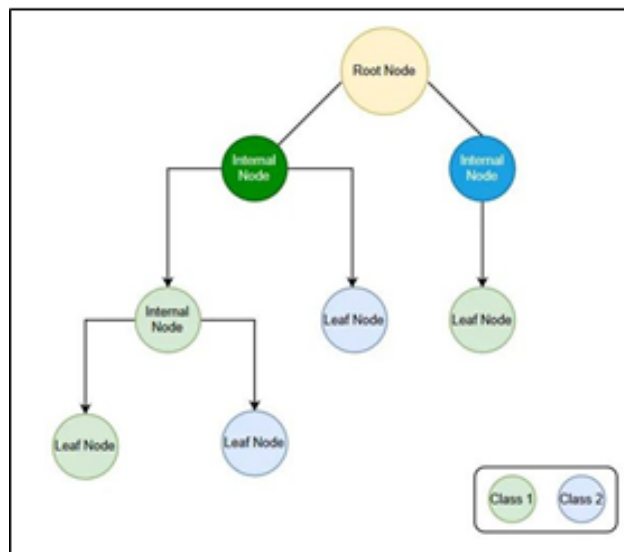 Root Node
Internal
Node
Internal
Node
Internal
Node
Leaf Node
Leaf Node
Leaf Node
Leaf Node
Class 1
Class 2